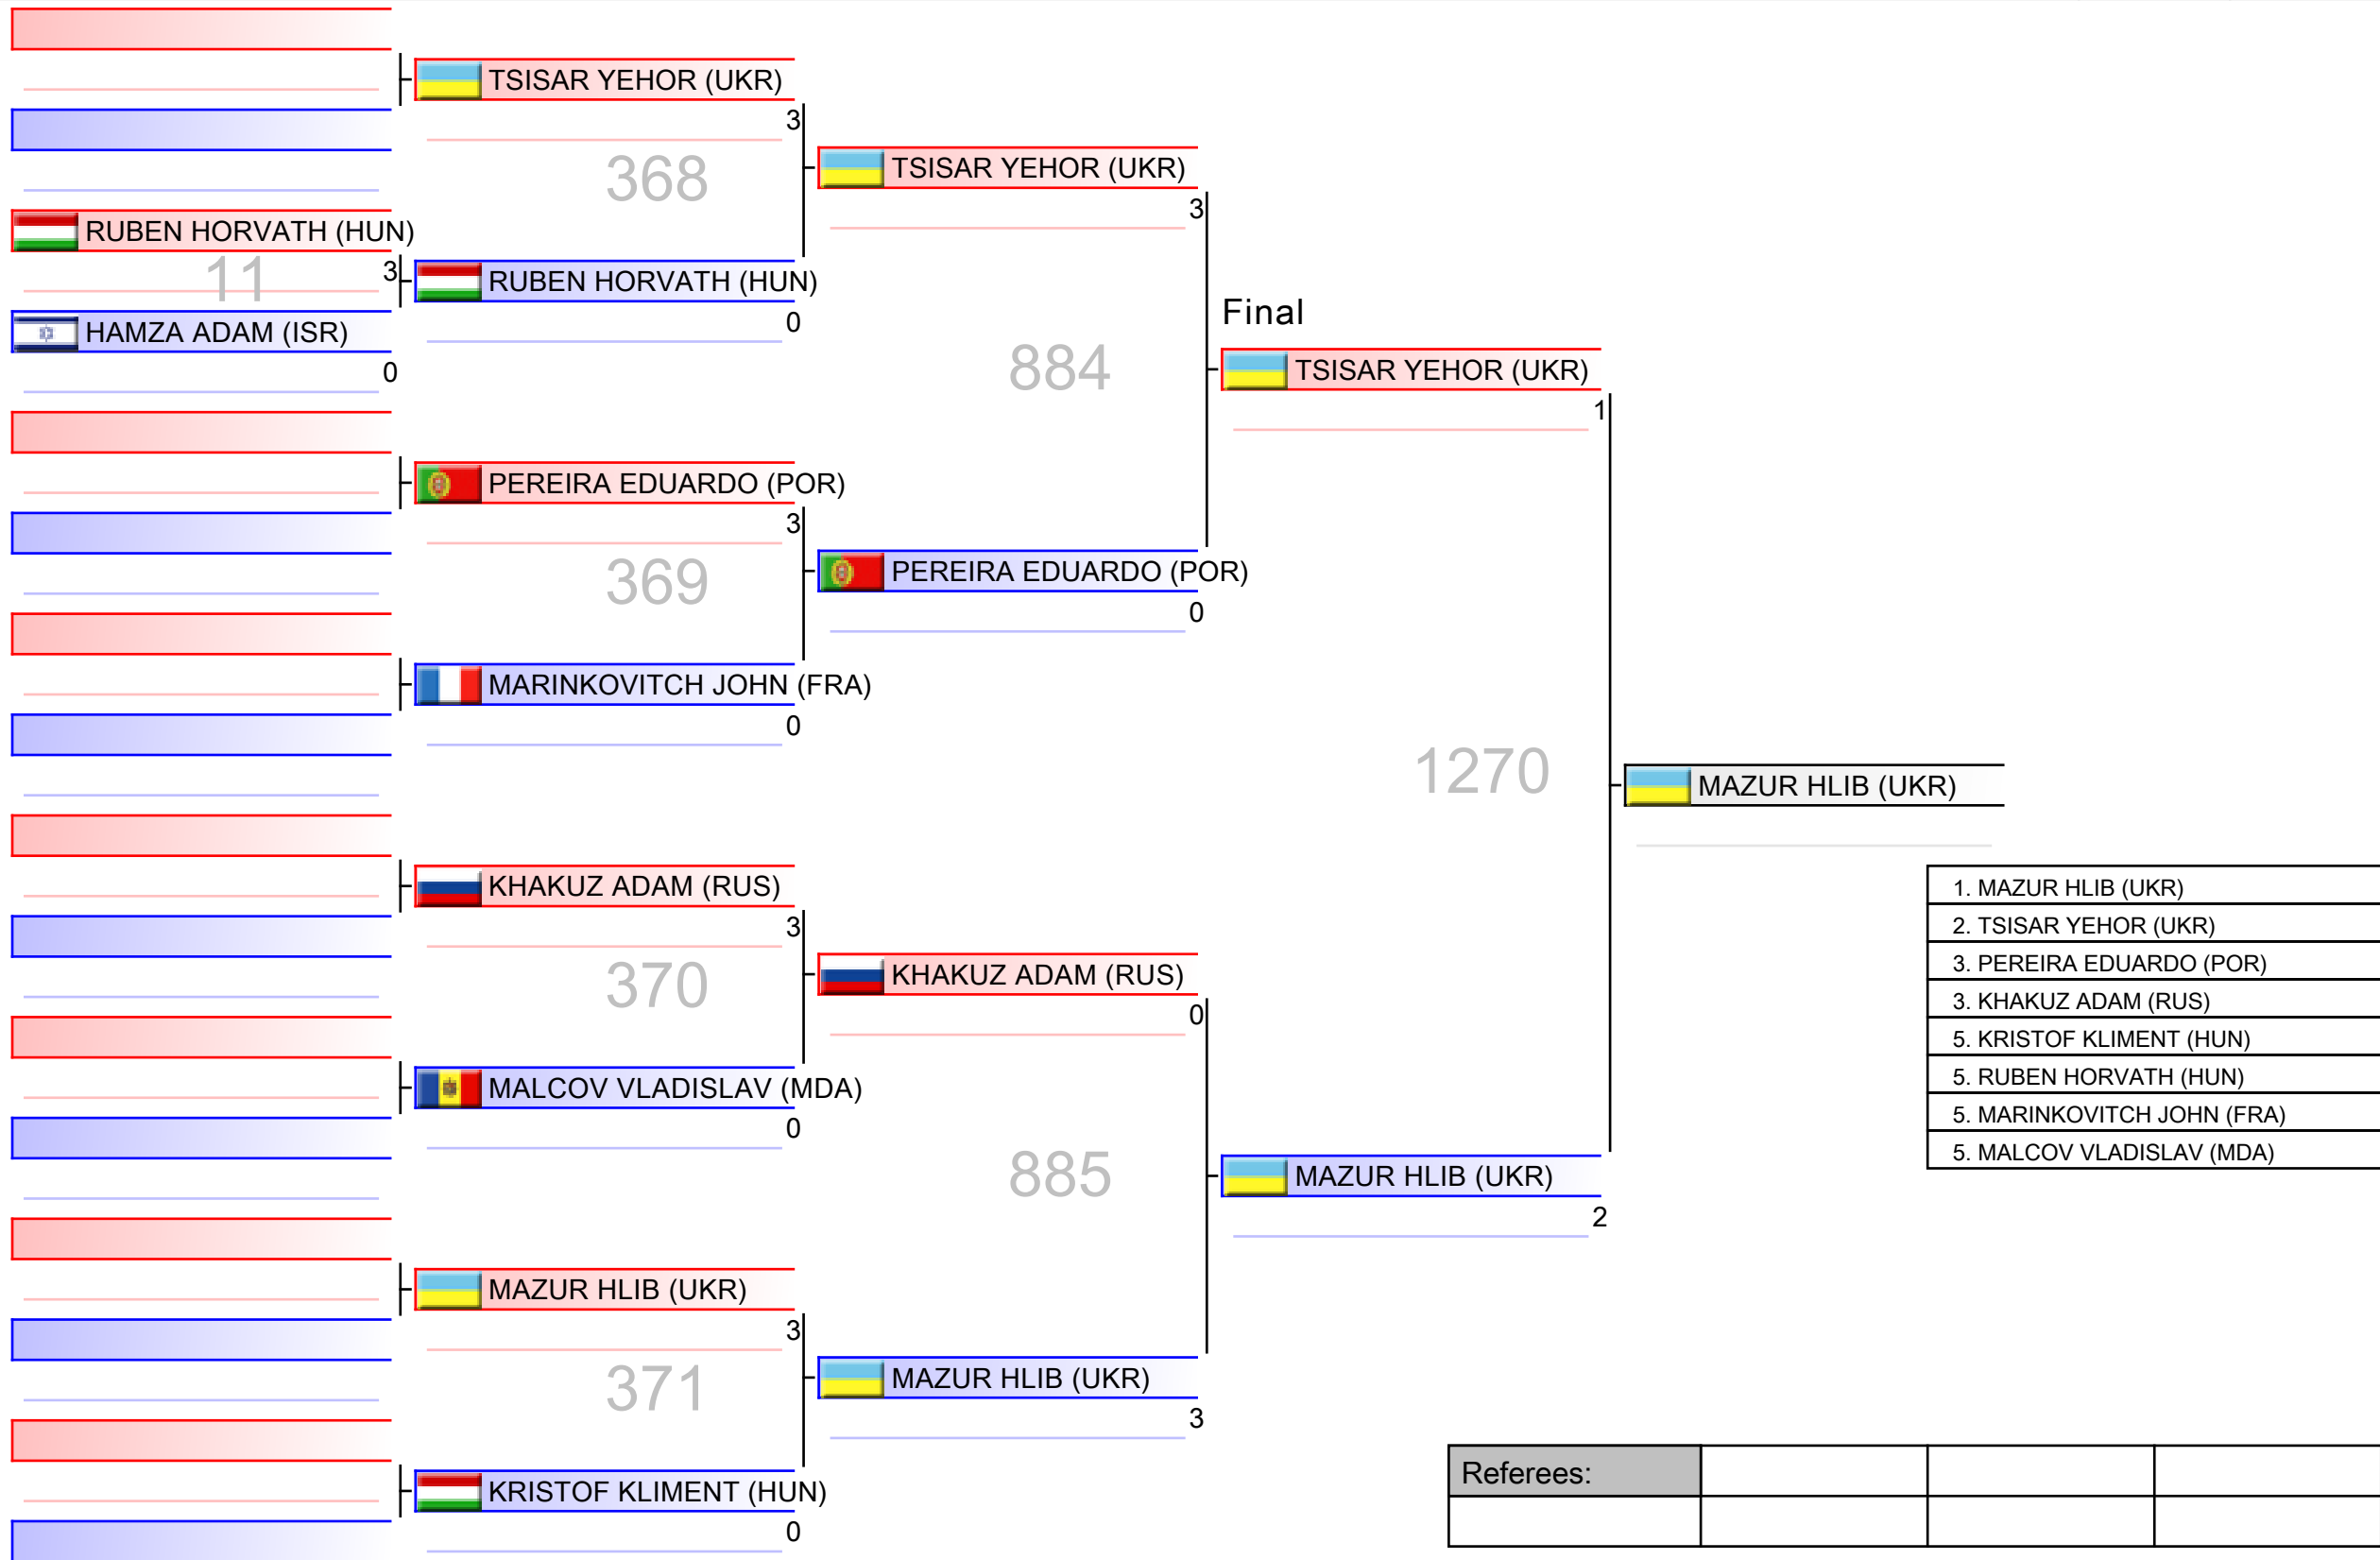 TSISAR YEHOR (UKR)
3
368
TSISAR YEHOR (UKR)
3
RUBEN HORVATH (HUN)
11
3
RUBEN HORVATH (HUN)
0
HAMZA ADAM (ISR)
0
Final
884
TSISAR YEHOR (UKR)
1
PEREIRA EDUARDO (POR)
3
369
PEREIRA EDUARDO (POR)
0
MARINKOVITCH JOHN (FRA)
0
1270
MAZUR HLIB (UKR)
KHAKUZ ADAM (RUS)
3
370
KHAKUZ ADAM (RUS)
0
MALCOV VLADISLAV (MDA)
0
885
MAZUR HLIB (UKR)
2
MAZUR HLIB (UKR)
3
371
MAZUR HLIB (UKR)
3
KRISTOF KLIMENT (HUN)
0
1. MAZUR HLIB (UKR)
2. TSISAR YEHOR (UKR)
3. PEREIRA EDUARDO (POR)
3. KHAKUZ ADAM (RUS)
5. KRISTOF KLIMENT (HUN)
5. RUBEN HORVATH (HUN)
5. MARINKOVITCH JOHN (FRA)
5. MALCOV VLADISLAV (MDA)
Referees: